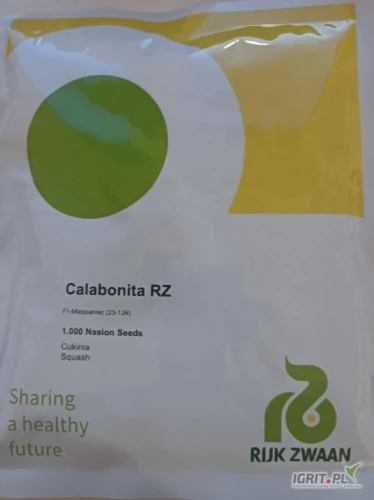 Calabonita RZ
F1-Mieszaniec (23-126)
1.000 Nasion Seeds
Cukinia
Squash
Sharing
a healthy
future
RIJK ZWAAN
IGRIT.PL